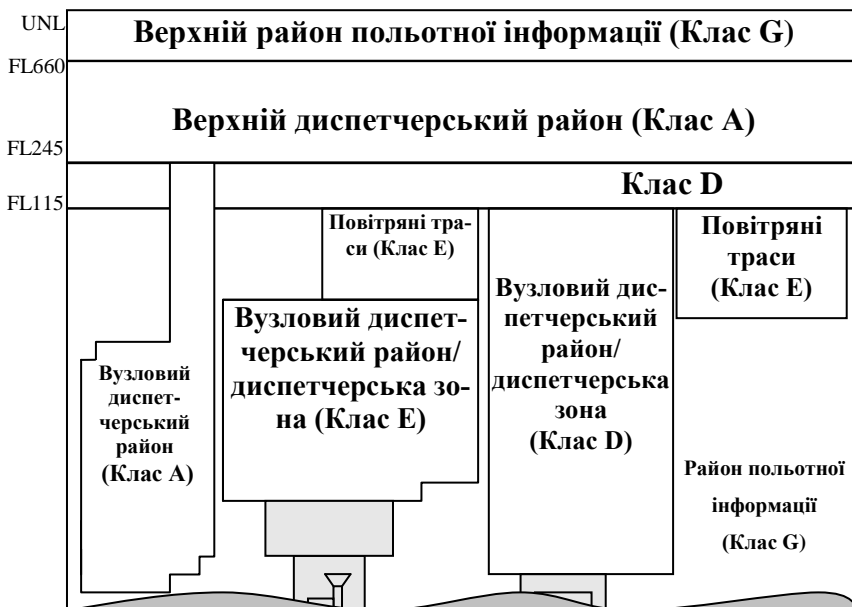 UNL
Верхній район польотної інформації (Клас G)
FL660
Верхній диспетчерський район (Клас А)
FL245
Клас D
FL115
Повітряні тра-
си (Клас Е)
Повітряні
траси
(Клас Е)
Вузловий диспет-
черський район/
диспетчерська зо-
на (Клас Е)
Вузловий дис-
петчерський
район/
диспетчерська
зона
(Клас D)
Вузловий
диспет-
черський
район
(Клас А)
Район польотної
інформації
(Клас G)